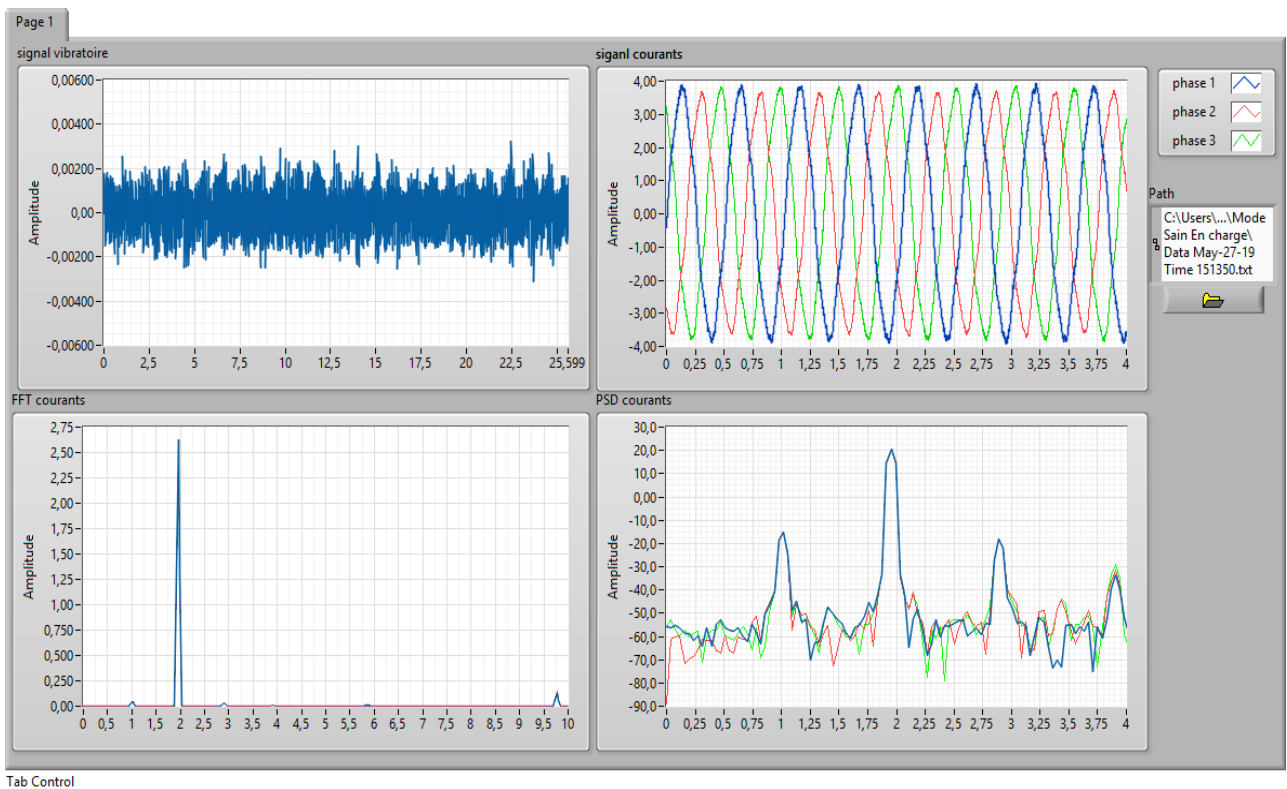 Page 1
signal vibratoire
Amplitude
0,00600
0,00400
0,00200
0,00
-0,00200
-0,00400
-0,00600
0 2,5 5 7,5 10 12,5 15 17,5 20 22,5 25,599
siganl courants
Amplitude
4,00
3,00
2,00
1,00
0,00
-1,00
-2,00
-3,00
-4,00
0 0,25 0,5 0,75 1 1,25 1,5 1,75 2 2,25 2,5 2,75 3 3,25 3,5 3,75 4
phase 1
phase 2
phase 3
Path
C:\Users\...\Mode
Sain En charge\
Data May-27-19
Time 151350.txt
FFT courants
Amplitude
2,75
2,50
2,25
2,00
1,75
1,50
1,25
1,00
0,750
0,500
0,250
0,00
0 0,5 1 1,5 2 2,5 3 3,5 4 4,5 5 5,5 6 6,5 7 7,5 8 8,5 9 9,5 10
PSD courants
Amplitude
30,0
20,0
10,0
0,00
-10,0
-20,0
-30,0
-40,0
-50,0
-60,0
-70,0
-80,0
-90,0
0 0,25 0,5 0,75 1 1,25 1,5 1,75 2 2,25 2,5 2,75 3 3,25 3,5 3,75 4
Tab Control